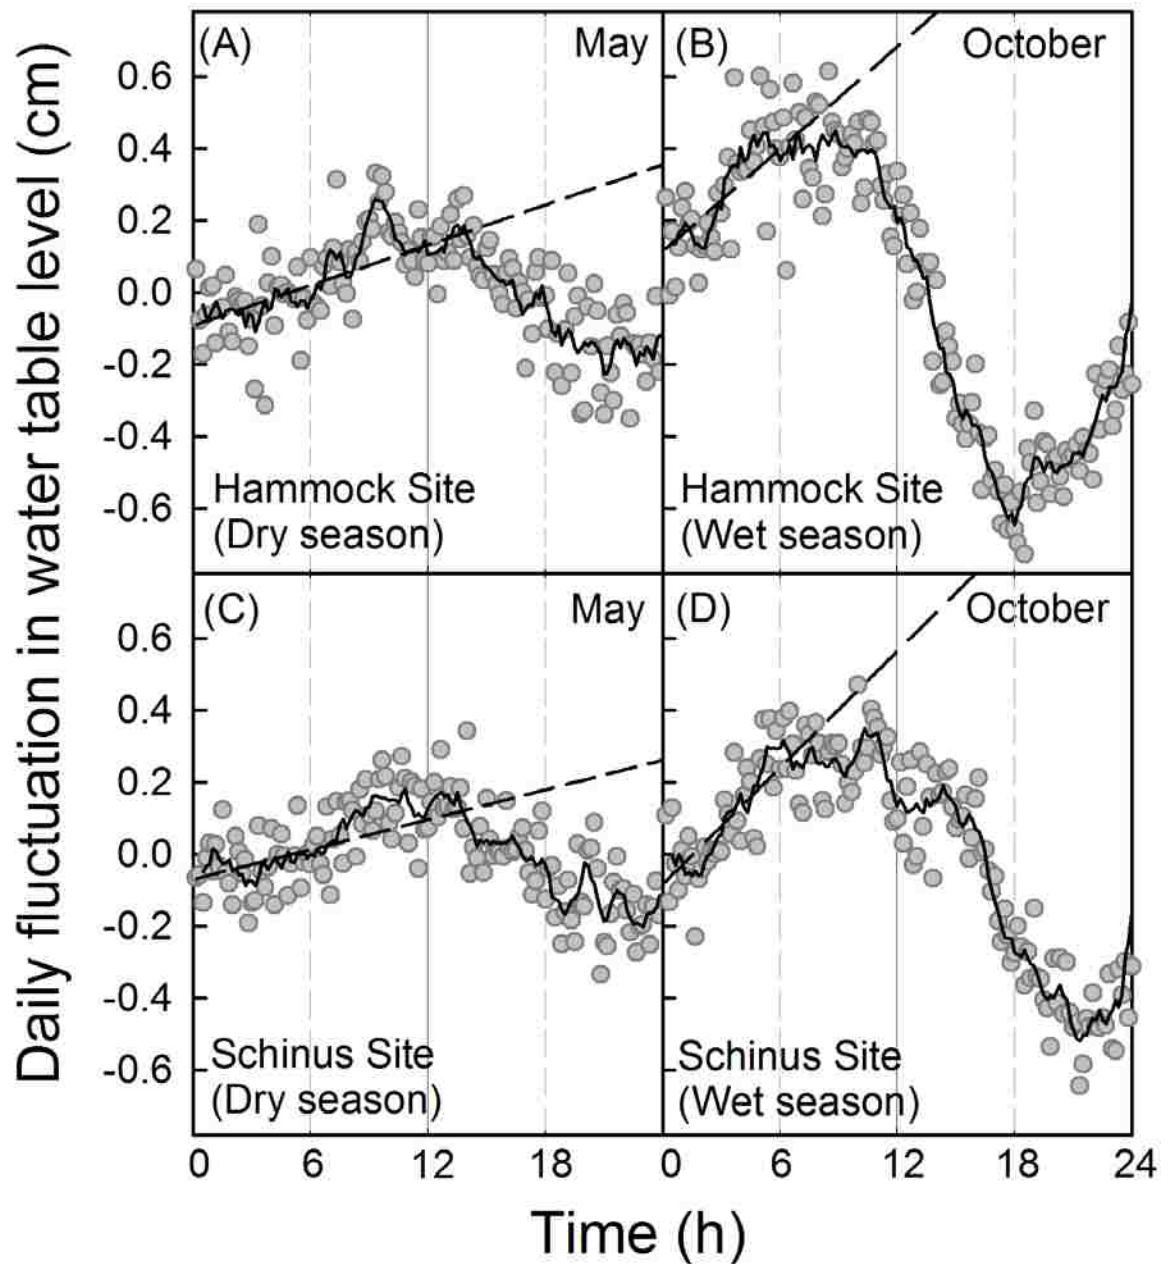 (A)
May
(B)
October
0.6
0.4
0.2
0.0
-0.2
-0.4
-0.6
Hammock Site
(Dry season)
Hammock Site
(Wet season)
(C)
May
(D)
October
0.6
0.4
0.2
0.0
-0.2
-0.4
-0.6
Schinus Site
(Dry season)
Schinus Site
(Wet season)
0 6 12 18 0 6 12 18 24
Time (h)
Daily fluctuation in water table level (cm)